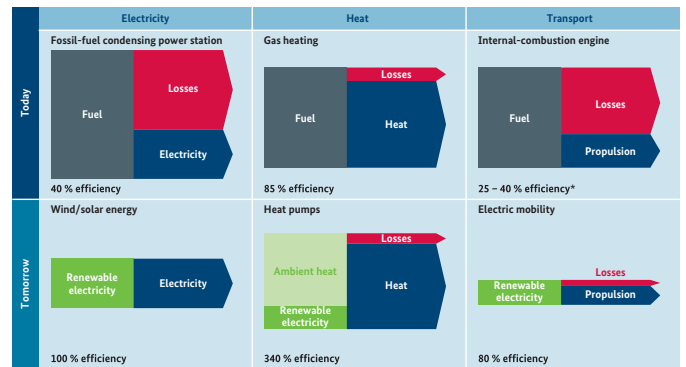 Electricity
Heat
Transport
Today
Fossil-fuel condensing power station
Fuel
Losses
Electricity
40 % efficiency
Gas heating
Fuel
Losses
Heat
85 % efficiency
Internal-combustion engine
Fuel
Losses
Propulsion
25 – 40 % efficiency*
Tomorrow
Wind/solar energy
Renewable
electricity
Electricity
100 % efficiency
Heat pumps
Ambient heat
Renewable
electricity
Losses
Heat
340 % efficiency
Electric mobility
Renewable
electricity
Losses
Propulsion
80 % efficiency